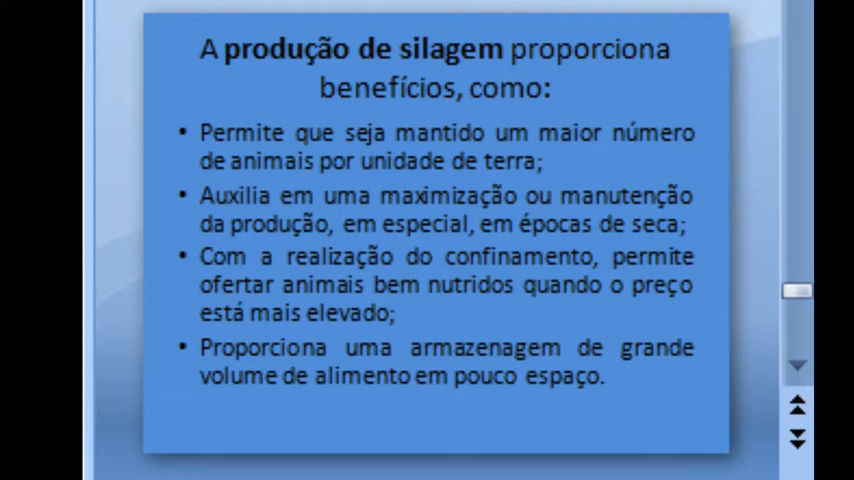 A produção de silagem proporciona
benefícios, como:
• Permite que seja mantido um maior número
de animais por unidade de terra;
• Auxilia em uma maximização ou manutenção
da produção, em especial, em épocas de seca;
• Com a realização do confinamento, permite
ofertar animais bem nutridos quando o preço
está mais elevado;
• Proporciona uma armazenagem de grande
volume de alimento em pouco espaço.